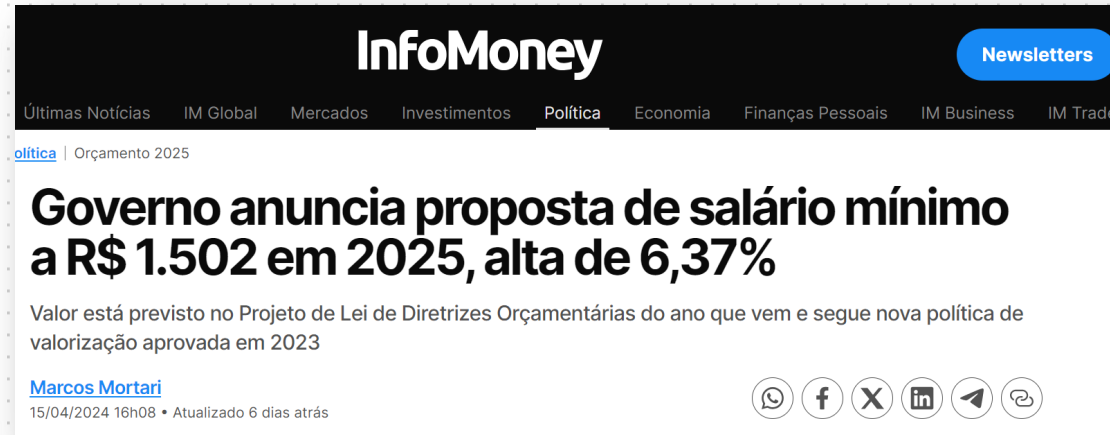 InfoMoney
Newsletters
Últimas Notícias IM Global Mercados Investimentos Política Economia Finanças Pessoais IM Business IM Trade
olítica | Orçamento 2025
Governo anuncia proposta de salário mínimo
a R$ 1.502 em 2025, alta de 6,37%
Valor está previsto no Projeto de Lei de Diretrizes Orçamentárias do ano que vem e segue nova política de
valorização aprovada em 2023
Marcos Mortari
15/04/2024 16h08 • Atualizado 6 dias atrás